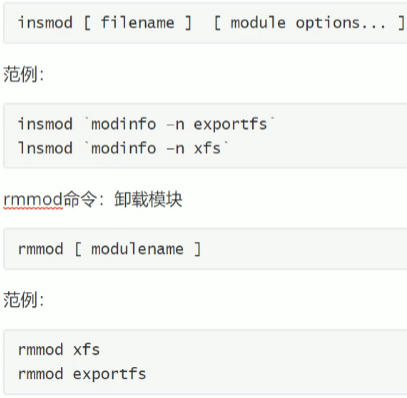 insmod [ filename ]  [ module options... ]
范例：
insmod `modinfo –n exportfs`
lnsmod `modinfo –n xfs`
rmmod命令：卸载模块
rmmod [ modulename ]
范例：
rmmod xfs
rmmod exportfs